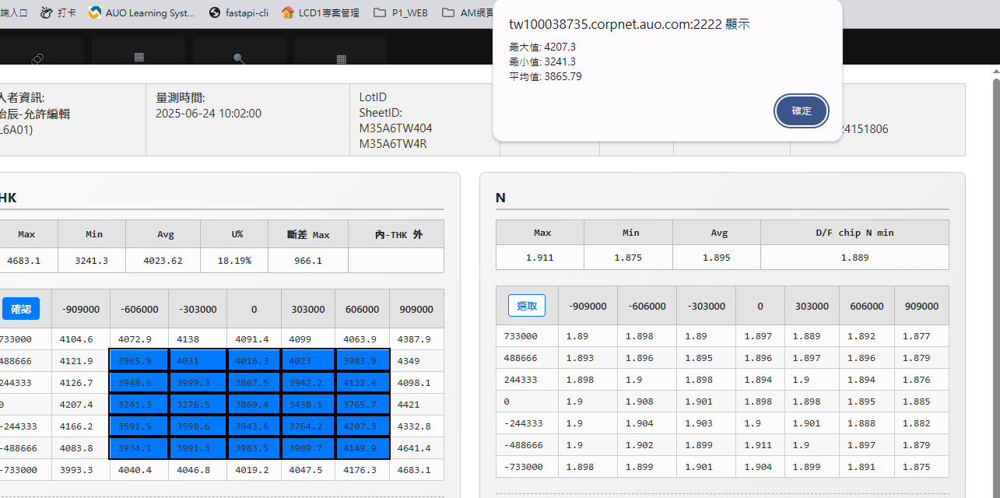 端入口 打卡 AUO Learning Syst... fastapi-cli LCD1專案管理 P1_WEB AM網頁
tw100038735.corpnet.auo.com:2222 顯示
最大值: 4207.3
最小值: 3241.3
平均值: 3865.79
確定
入者資訊:
怡辰-允許編輯
L6A01)
量測時間:
2025-06-24 10:02:00
LotID
SheetID:
M35A6TW404
M35A6TW4R
24151806
HK
Max Min Avg U% 斷差 Max 內-THK 外
4683.1 3241.3 4023.62 18.19% 966.1
確認 -909000 -606000 -303000 0 303000 606000 909000
733000 4104.6 4072.9 4138 4091.4 4099 4063.9 4387.9
488666 4121.9 3965.9 4031 4016.3 4023 3983.9 4349
244333 4126.7 3948.6 3999.3 3867.5 3942.2 4122.4 4098.1
0 4207.4 3241.3 3276.5 3869.4 3438.1 3765.7 4421
-244333 4166.2 3591.5 3598.6 3943.6 3764.2 4207.3 4332.8
-488666 4083.8 3934.1 3991.3 3983.5 3989.7 4149.9 4641.4
-733000 3993.3 4040.4 4046.8 4019.2 4047.5 4176.3 4683.1
N
Max Min Avg D/F chip N min
1.911 1.875 1.895 1.889
選取 -909000 -606000 -303000 0 303000 606000 909000
733000 1.89 1.898 1.89 1.897 1.889 1.892 1.877
488666 1.893 1.896 1.895 1.896 1.897 1.896 1.879
244333 1.898 1.9 1.898 1.894 1.9 1.894 1.876
0 1.9 1.908 1.901 1.898 1.898 1.895 1.885
-244333 1.9 1.904 1.903 1.9 1.901 1.888 1.882
-488666 1.9 1.902 1.899 1.911 1.9 1.897 1.879
-733000 1.898 1.899 1.901 1.904 1.899 1.891 1.875